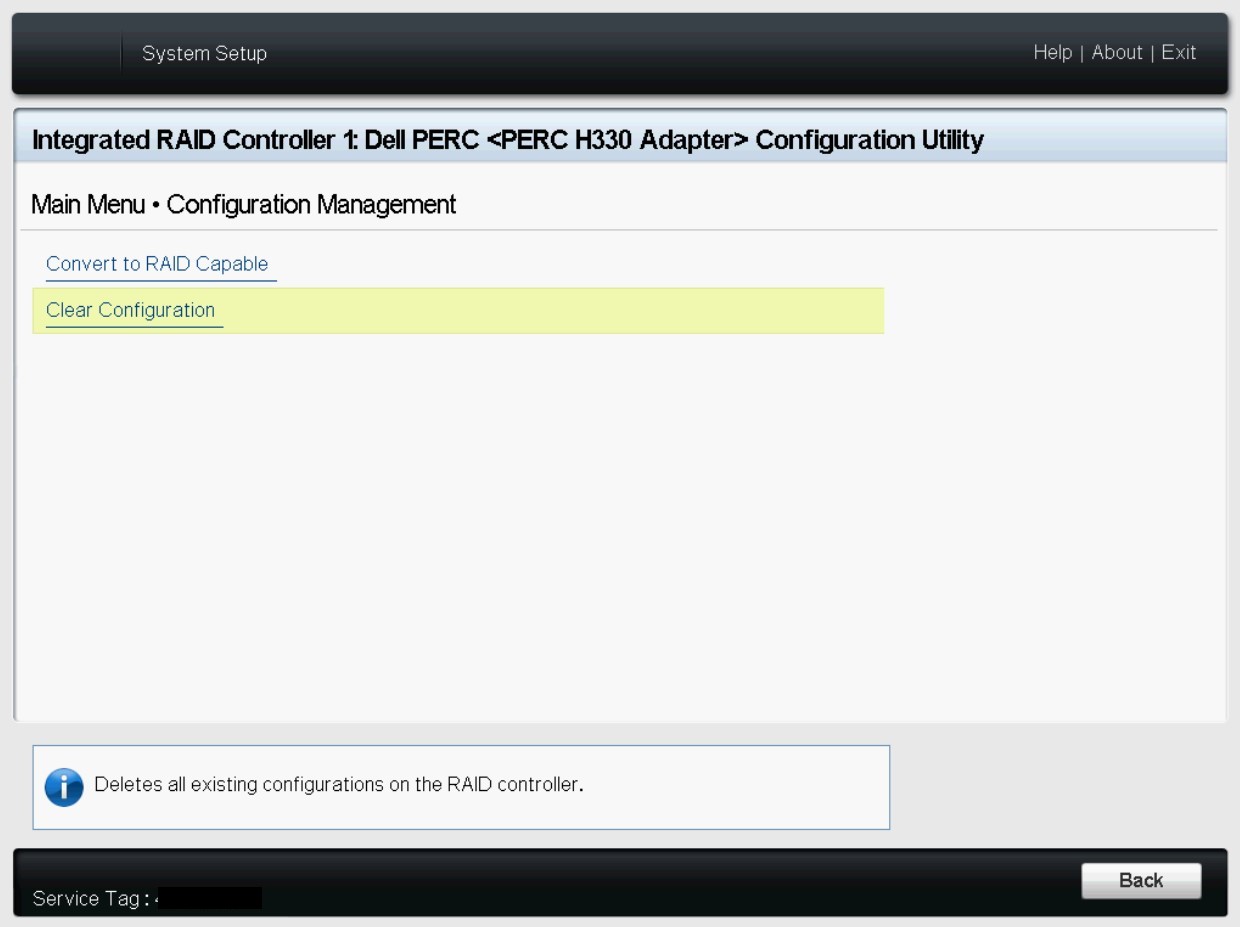 System Setup
Help | About | Exit
Integrated RAID Controller 1: Dell PERC <PERC H330 Adapter> Configuration Utility
Main Menu • Configuration Management
Convert to RAID Capable
Clear Configuration
Deletes all existing configurations on the RAID controller.
Service Tag :
Back